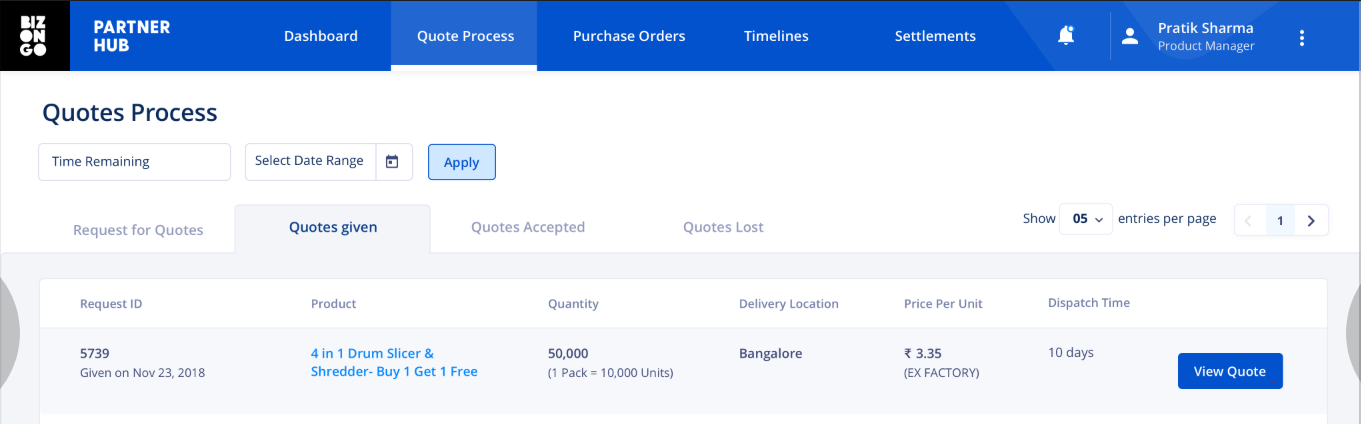 BIZ
ON
GO
PARTNER
HUB
Dashboard
Quote Process
Purchase Orders
Timelines
Settlements
Pratik Sharma
Product Manager
Quotes Process
Time Remaining
Select Date Range
Apply
Request for Quotes
Quotes given
Quotes Accepted
Quotes Lost
Show 05 entries per page
1
Request ID
Product
Quantity
Delivery Location
Price Per Unit
Dispatch Time
5739
Given on Nov 23, 2018
4 in 1 Drum Slicer &
Shredder- Buy 1 Get 1 Free
50,000
(1 Pack = 10,000 Units)
Bangalore
₹ 3.35
(EX FACTORY)
10 days
View Quote